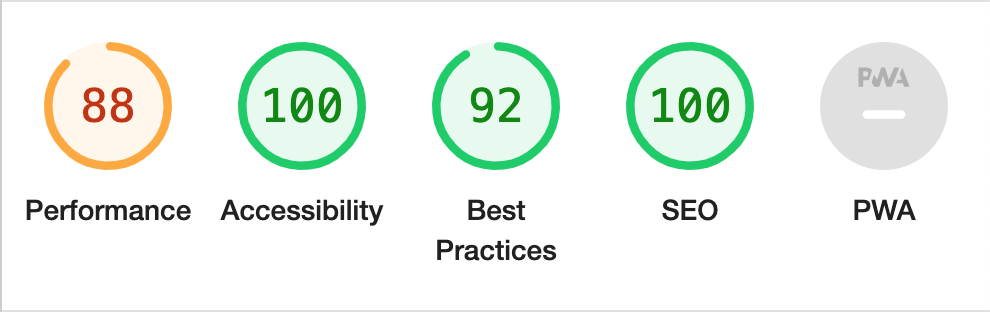 88
100
92
100
PWA
Performance
Accessibility
Best
Practices
SEO
PWA